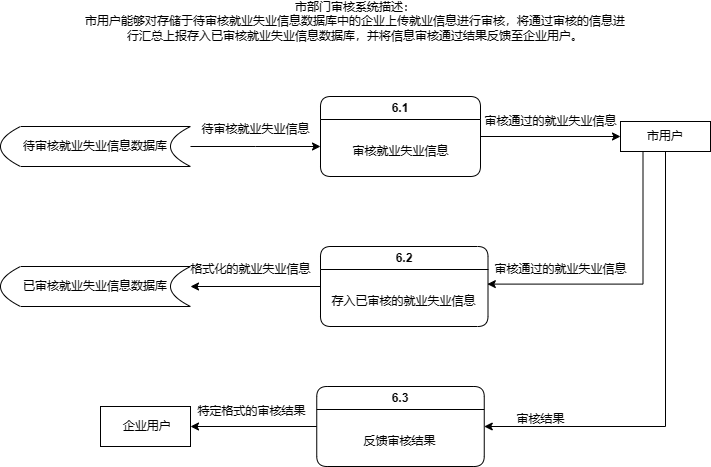 市部门审核系统描述:
市用户能够对存储于待审核就业失业信息数据库中的企业上传就业信息进行审核，将通过审核的信息进
行汇总上报存入已审核就业失业信息数据库，并将信息审核通过结果反馈至企业用户。
6.1
待审核就业失业信息
审核通过的就业失业信息
待审核就业失业信息数据库
审核就业失业信息
市用户
6.2
格式化的就业失业信息
审核通过的就业失业信息
已审核就业失业信息数据库
存入已审核的就业失业信息
6.3
特定格式的审核结果
审核结果
企业用户
反馈审核结果